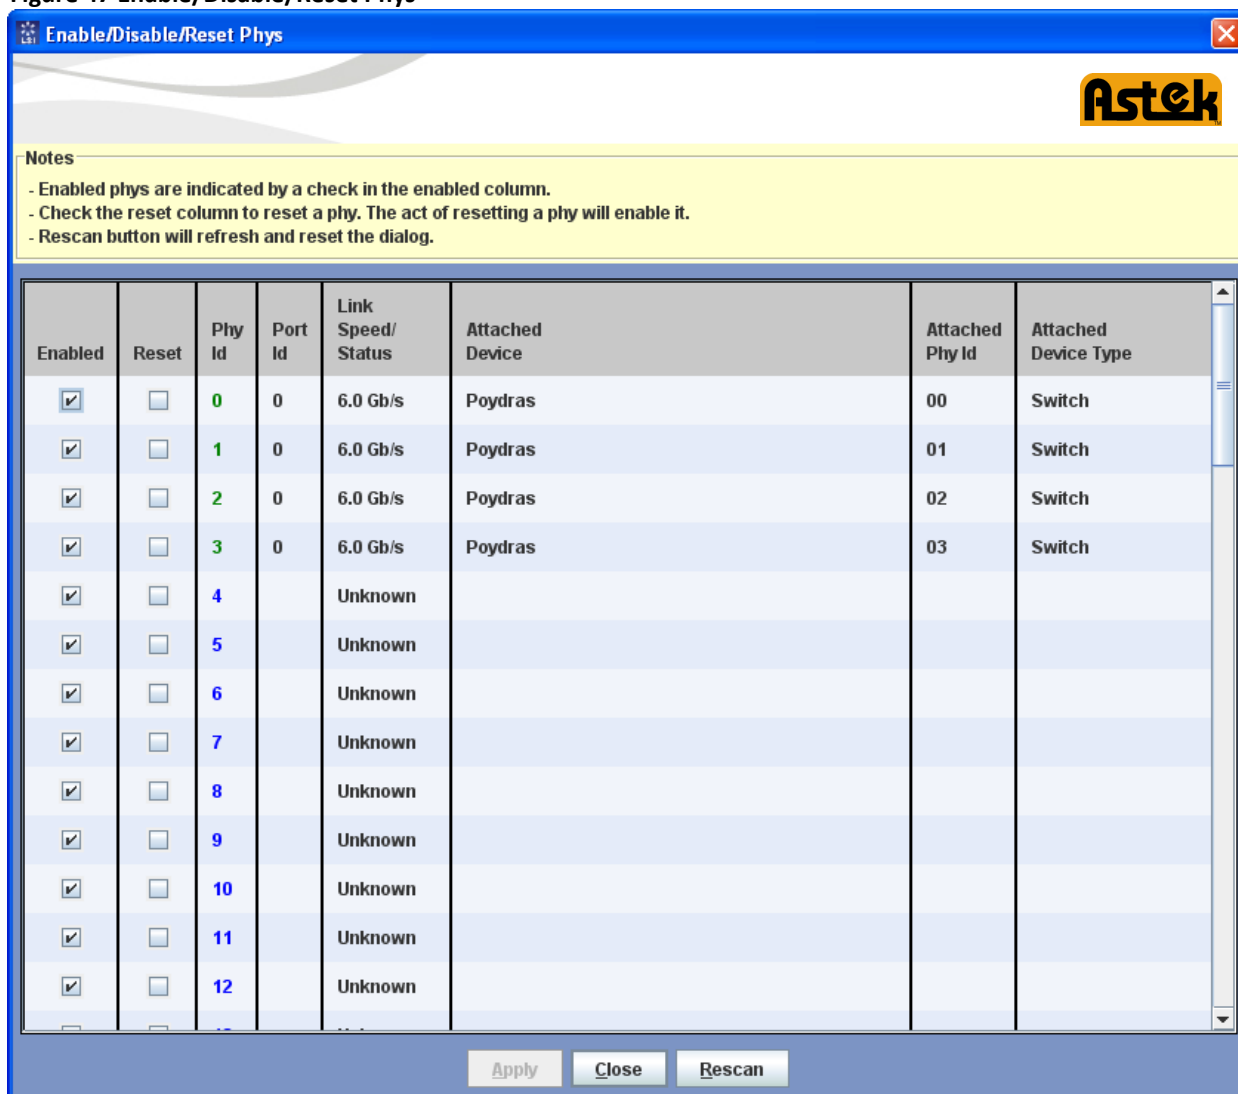 Enable/Disable/Reset Phys
LSI
Astek
Notes
- Enabled phys are indicated by a check in the enabled column.
- Check the reset column to reset a phy. The act of resetting a phy will enable it.
- Rescan button will refresh and reset the dialog.
Enabled Reset Phy Id Port Id Link Speed/ Status Attached Device Attached Phy Id Attached Device Type
0 0 6.0 Gb/s Poydras 00 Switch
1 0 6.0 Gb/s Poydras 01 Switch
2 0 6.0 Gb/s Poydras 02 Switch
3 0 6.0 Gb/s Poydras 03 Switch
4 Unknown
5 Unknown
6 Unknown
7 Unknown
8 Unknown
9 Unknown
10 Unknown
11 Unknown
12 Unknown
Apply Close Rescan